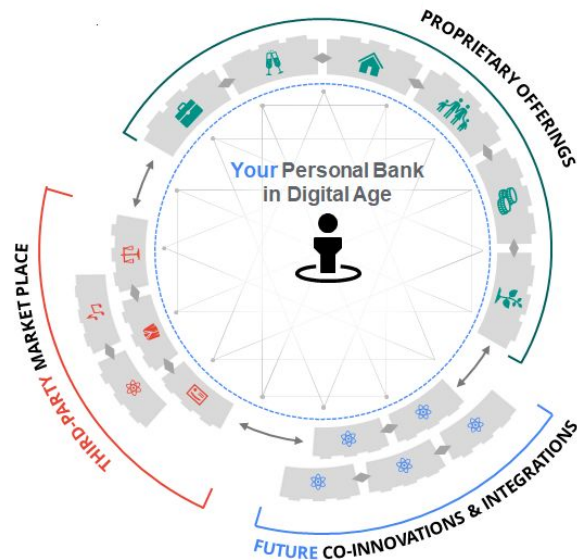 PROPRIETARY OFFERINGS
Your Personal Bank
in Digital Age
THIRD-PARTY MARKET PLACE
FUTURE CO-INNOVATIONS & INTEGRATIONS